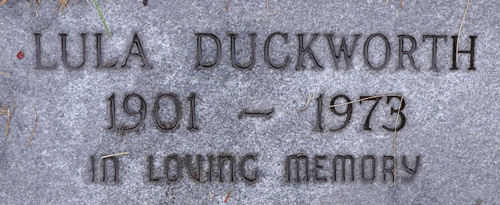 LULA DUCKWORTH
1901 ~ 1973
IN LOVING MEMORY